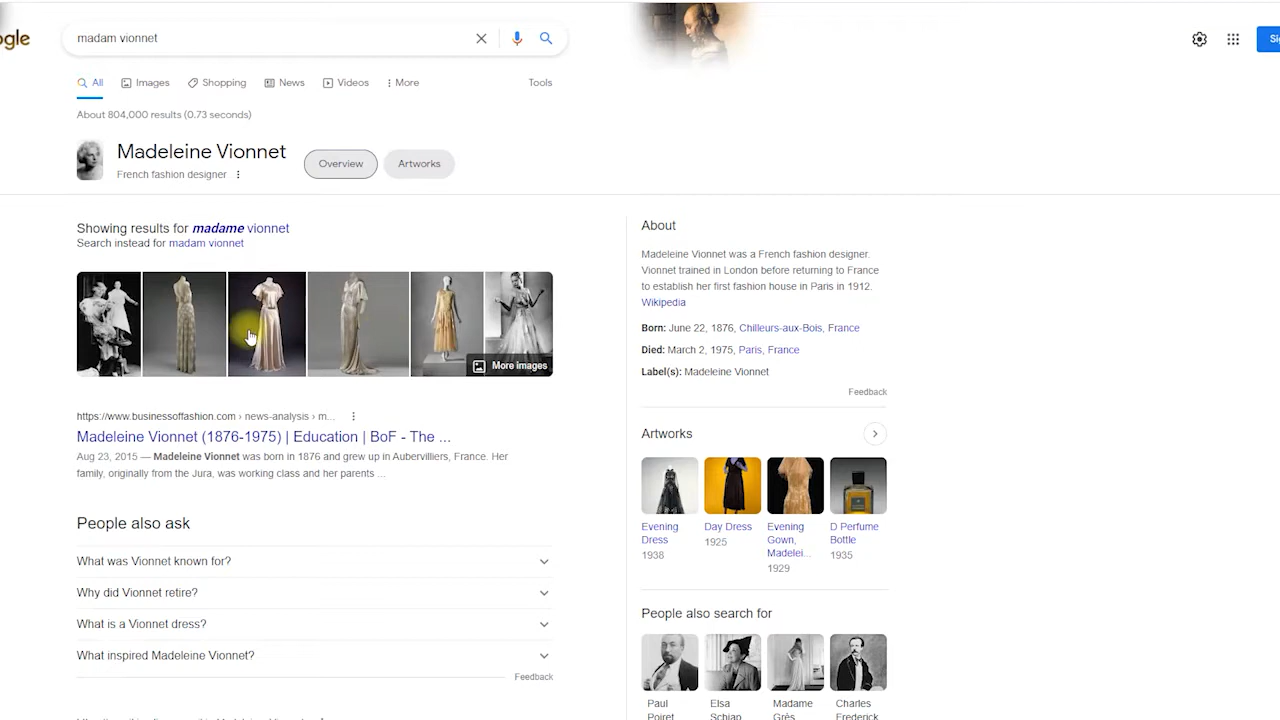 ogle
madam vionnet
All
Images
Shopping
News
Videos
More
Tools
About 804,000 results (0.73 seconds)
Madeleine Vionnet
French fashion designer
Overview
Artworks
Showing results for madame vionnet
Search instead for madam vionnet
More images
https://www.businessoffashion.com › news-analysis › m...
Madeleine Vionnet (1876-1975) | Education | BoF - The ...
Aug 23, 2015 — Madeleine Vionnet was born in 1876 and grew up in Aubervilliers, France. Her
family, originally from the Jura, was working class and her parents ...
People also ask
What was Vionnet known for?
Why did Vionnet retire?
What is a Vionnet dress?
What inspired Madeleine Vionnet?
Feedback
About
Madeleine Vionnet was a French fashion designer.
Vionnet trained in London before returning to France
to establish her first fashion house in Paris in 1912.
Wikipedia
Born: June 22, 1876, Chilleurs-aux-Bois, France
Died: March 2, 1975, Paris, France
Label(s): Madeleine Vionnet
Feedback
Artworks
Evening
Dress
1938
Day Dress
1925
Evening
Gown,
Madelei...
1929
D Perfume
Bottle
1935
People also search for
Paul
Poiret
Elsa
Schiap
Madame
Grès
Charles
Frederick